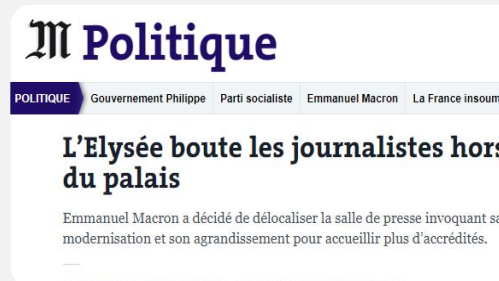 M Politique
POLITIQUE Gouvernement Philippe Parti socialiste Emmanuel Macron La France insoum
L'Elysée boute les journalistes hors
du palais
Emmanuel Macron a décidé de délocaliser la salle de presse invoquant sa
modernisation et son agrandissement pour accueillir plus d'accrédités.